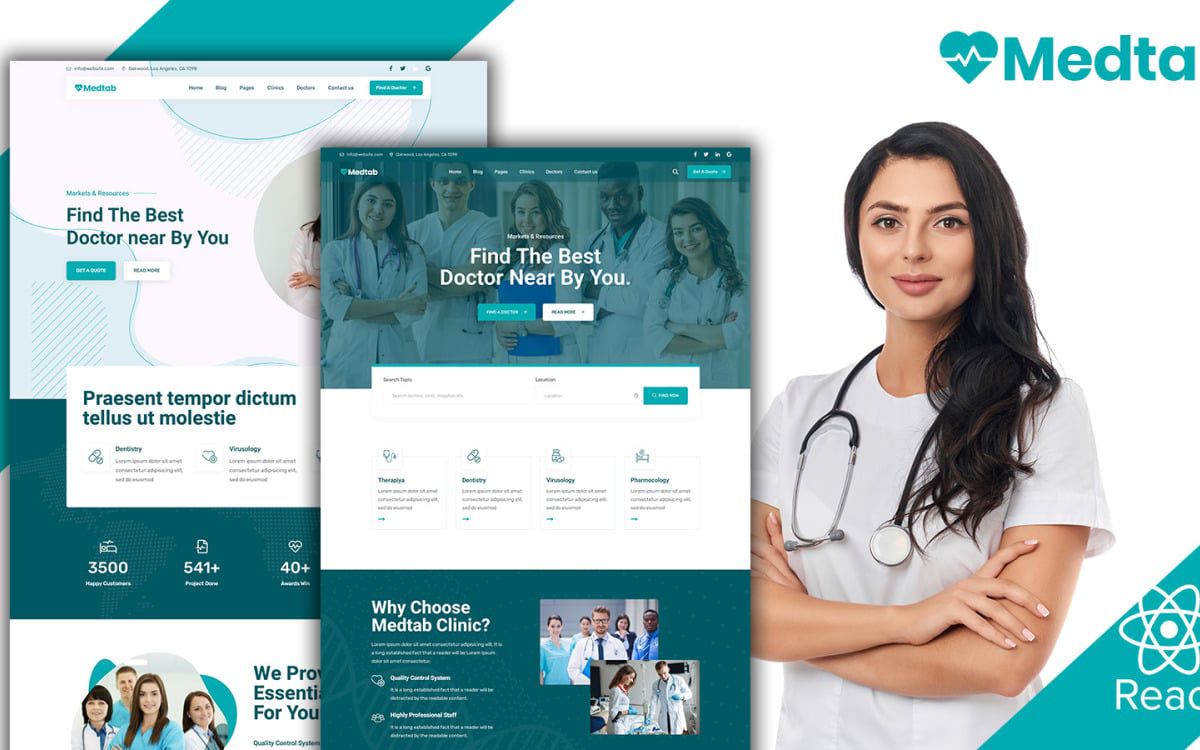 Medta
info@website.com Oakwood, Los Angeles, CA 1098
Medtab Home Blog Pages Clinics Doctors Contact us Find A Doctor
Markets & Resources
Find The Best
Doctor near By You
GET A QUOTE READ MORE
Praesent tempor dictum
tellus ut molestie
Dentistry
Lorem ipsum dolor sit amet
consectetur adipisicing elit,
sed do eiusmod
Virusology
Lorem ipsum dolor sit amet
consectetur adipisicing elit,
sed do eiusmod
3500
Happy Customers
541+
Project Done
40+
Awards Win
We Prov
Essentia
For You
Quality Control System
info@website.com Oakwood, Los Angeles, CA 1098
Medtab Home Blog Pages Clinics Doctors Contact us Get A Quote
Markets & Resources
Find The Best
Doctor Near By You.
FIND A DOCTOR READ MORE
Search Topic
Search doctors, clinic, Hospitals etc.
Location
Location
FIND NOW
Therapiya
Lorem ipsum dolor sit amet
consectetur adipisicing elit,
sed do eiusmod
Dentistry
Lorem ipsum dolor sit amet
consectetur adipisicing elit,
sed do eiusmod
Virusology
Lorem ipsum dolor sit amet
consectetur adipisicing elit,
sed do eiusmod
Pharmocology
Lorem ipsum dolor sit amet
consectetur adipisicing elit,
sed do eiusmod
Why Choose
Medtab Clinic?
Lorem ipsum dolor sit amet, consectetur adipisicing elit. It is
a long established fact that a reader will be Lorem ipsum
dolor sit amet, consectetur.
Quality Control System
It is a long established fact that a reader will be
distracted by the readable content.
Highly Professional Staff
It is a long established fact that a reader will be
distracted by the readable content.
Reac